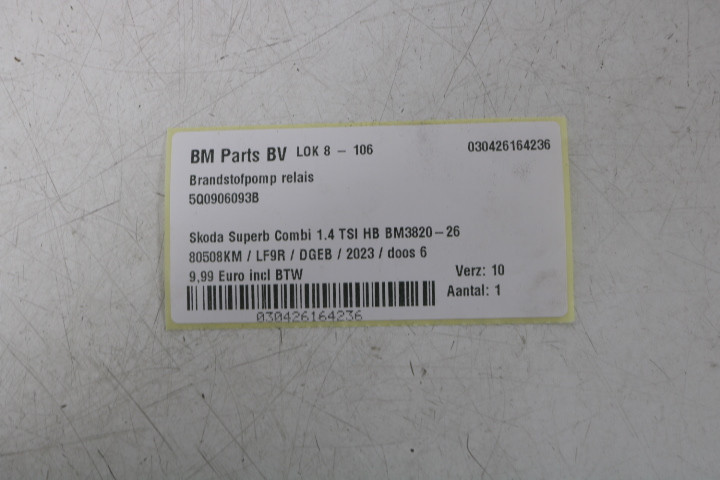 BM Parts BV LOK 8 - 106 030426164236
Brandstofpomp relais
5Q0906093B
Skoda Superb Combi 1.4 TSI HB BM3820-26
80508KM / LF9R / DGEB / 2023 / doos 6
9,99 Euro incl BTW Verz: 10
Aantal: 1
030426164236